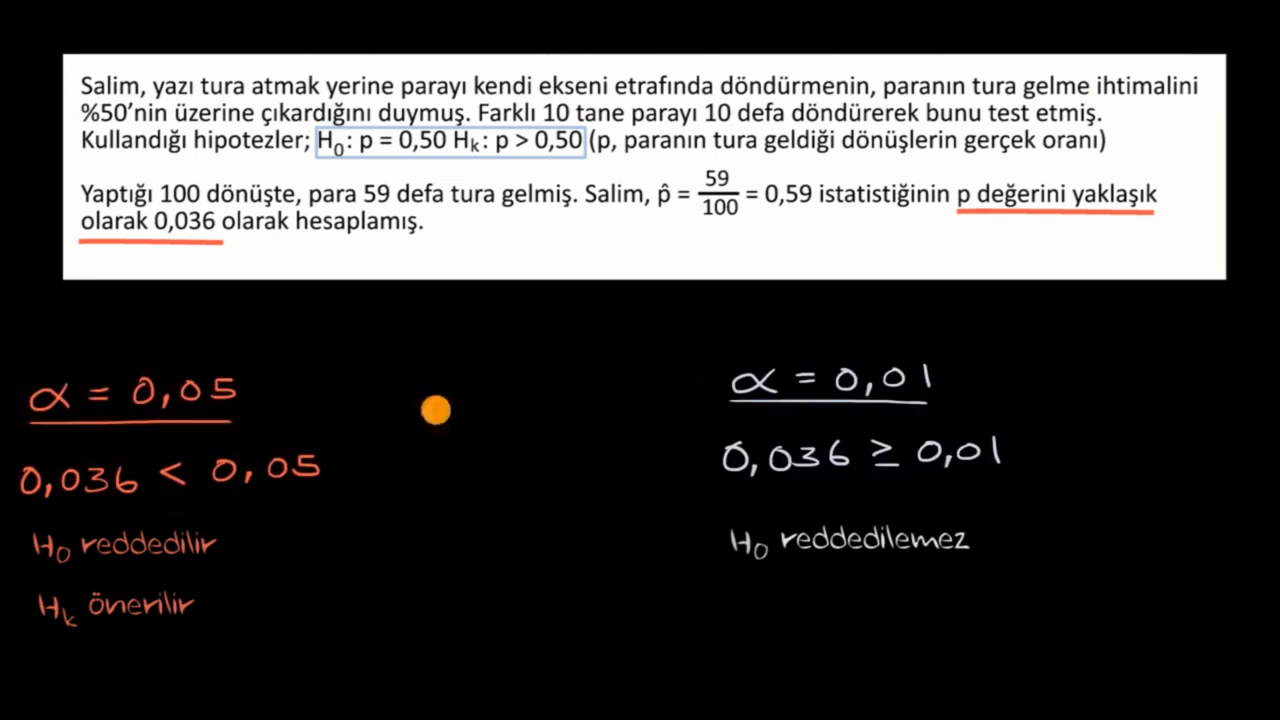 Salim, yazı tura atmak yerine parayı kendi ekseni etrafında döndürmenin, paranın tura gelme ihtimalini
%50’nin üzerine çıkardığını duymuş. Farklı 10 tane parayı 10 defa döndürerek bunu test etmiş.
Kullandığı hipotezler; H₀: p = 0,50 Hₖ: p > 0,50 (p, paranın tura geldiği dönüşlerin gerçek oranı)
Yaptığı 100 dönüşte, para 59 defa tura gelmiş. Salim, p̂ = 59/100 = 0,59 istatistiğinin p değerini yaklaşık
olarak 0,036 olarak hesaplamış.
α = 0,05
0,036 < 0,05
H₀ reddedilir
Hₖ önerilir
α = 0,01
0,036 ≥ 0,01
H₀ reddedilemez